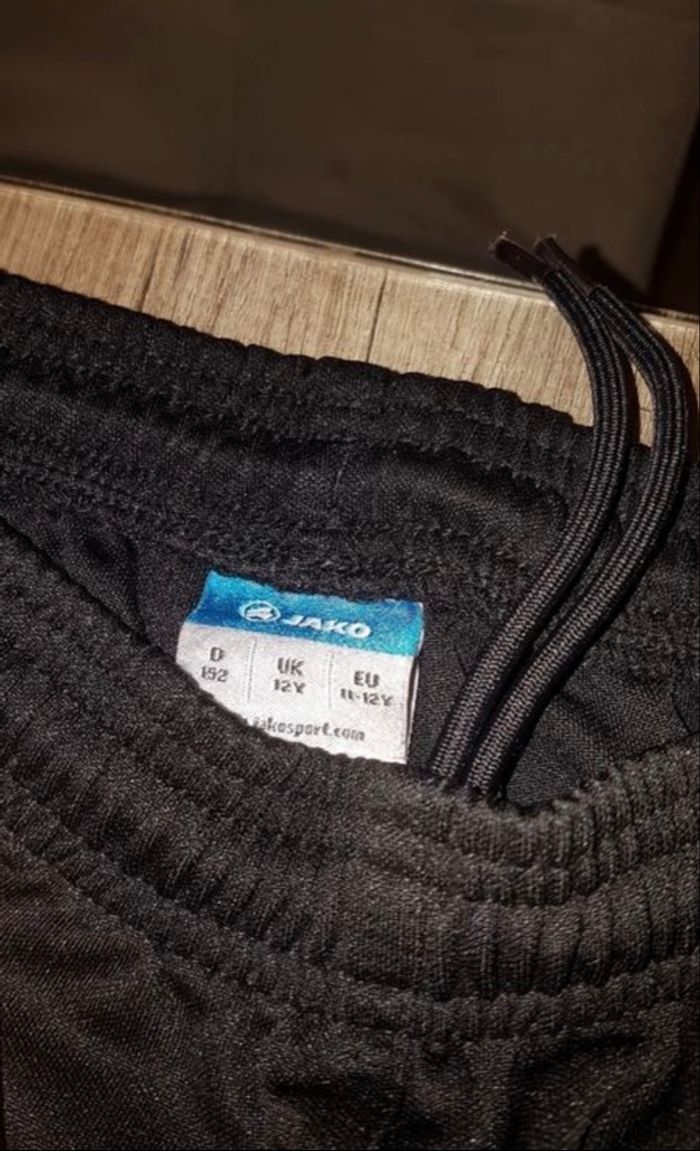 JAKO
D UK EU
152 12Y 11-12Y
jakosport.com